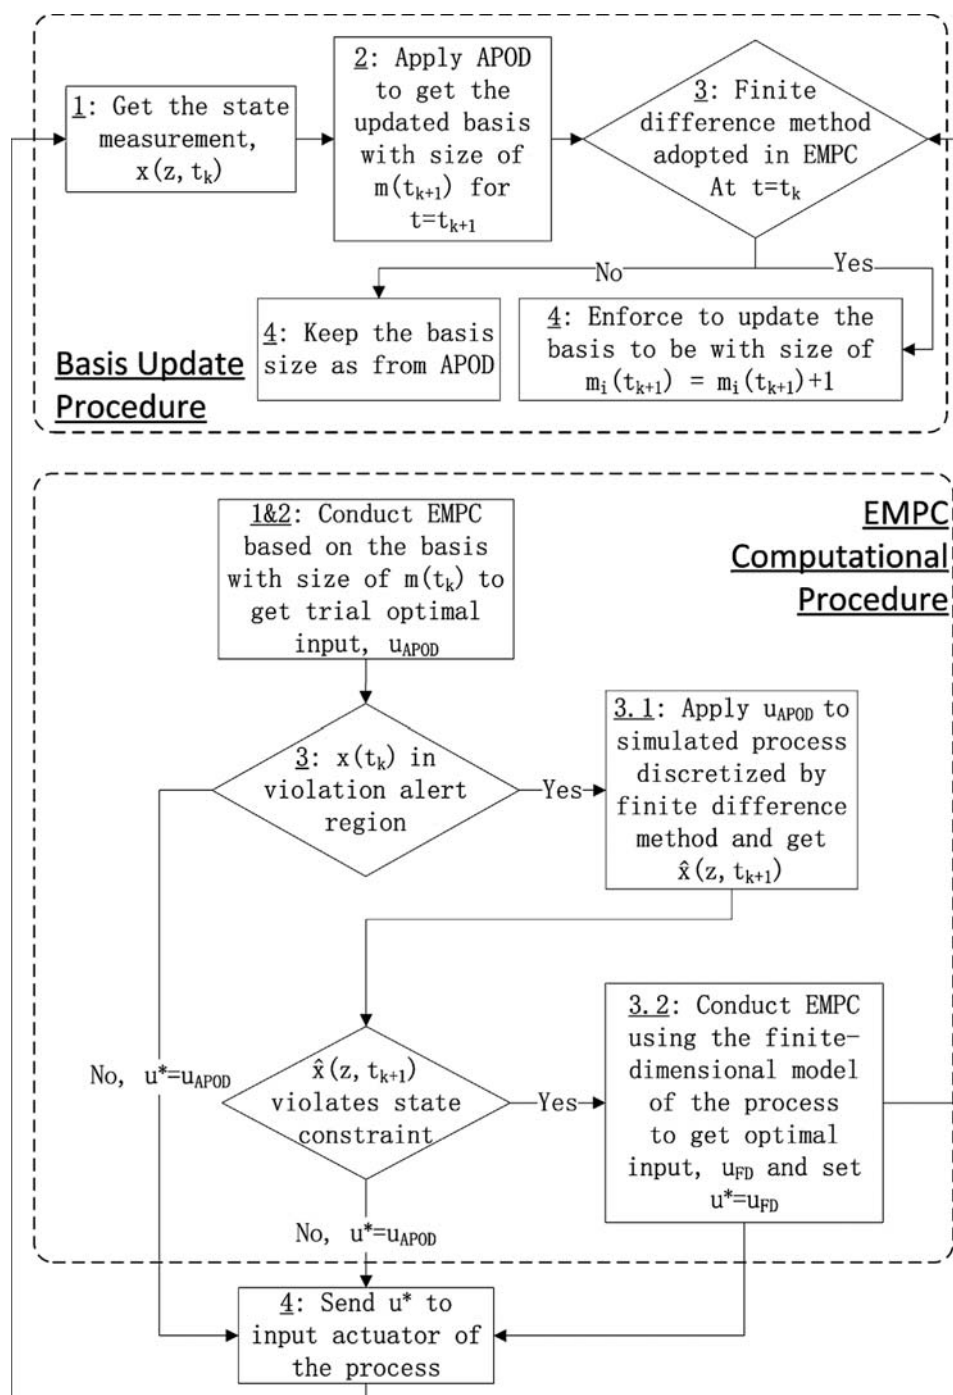 1: Get the state
measurement,
x(z, tk)
2: Apply APOD
to get the
updated basis
with size of
m(tk+1) for
t=tk+1
3: Finite
difference method
adopted in EMPC
At t=tk
No
Yes
4: Keep the basis
size as from APOD
4: Enforce to update the
basis to be with size of
mi(tk+1) = mi(tk+1)+1
Basis Update
Procedure
EMPC
Computational
Procedure
1&2: Conduct EMPC
based on the basis
with size of m(tk) to
get trial optimal
input, uAPOD
3: x(tk) in
violation alert
region
Yes
3.1: Apply uAPOD to
simulated process
discretized by
finite difference
method and get
x̂(z, tk+1)
No, u*=uAPOD
x̂(z, tk+1)
violates state
constraint
Yes
3.2: Conduct EMPC
using the finite-
dimensional model
of the process
to get optimal
input, uFD and set
u*=uFD
No, u*=uAPOD
4: Send u* to
input actuator of
the process